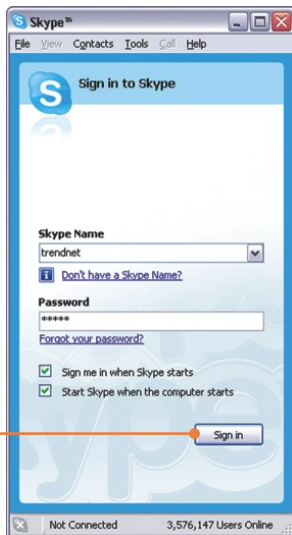 Skype™
File View Contacts Tools Call Help
Sign in to Skype
Skype Name
trendnet
Don't have a Skype Name?
Password
*****
Forgot your password?
Sign me in when Skype starts
Start Skype when the computer starts
Sign in
Not Connected 3,576,147 Users Online